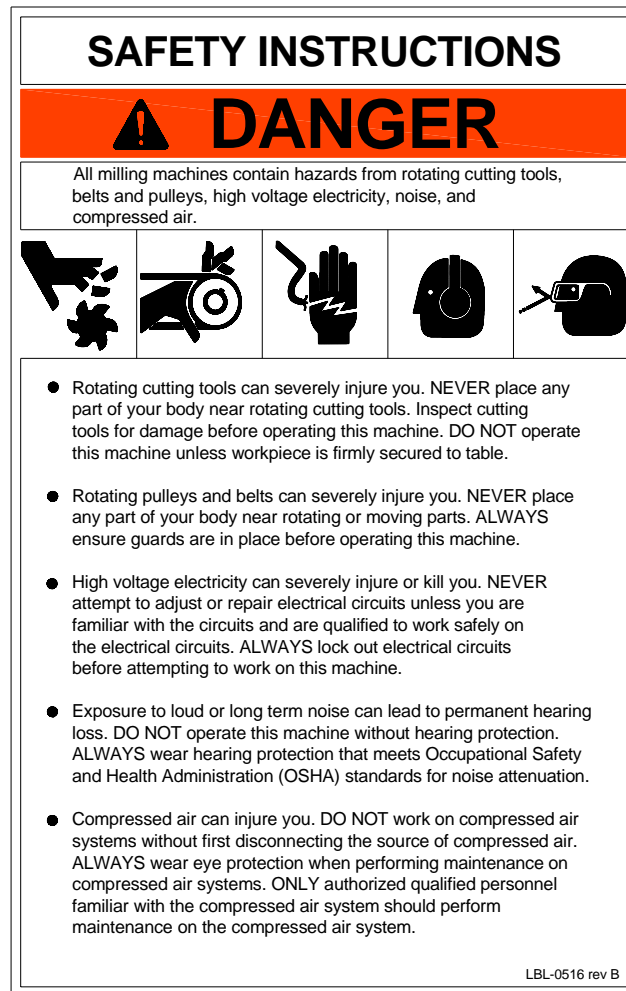 SAFETY INSTRUCTIONS
DANGER
All milling machines contain hazards from rotating cutting tools,
belts and pulleys, high voltage electricity, noise, and
compressed air.
● Rotating cutting tools can severely injure you. NEVER place any
part of your body near rotating cutting tools. Inspect cutting
tools for damage before operating this machine. DO NOT operate
this machine unless workpiece is firmly secured to table.
● Rotating pulleys and belts can severely injure you. NEVER place
any part of your body near rotating or moving parts. ALWAYS
ensure guards are in place before operating this machine.
● High voltage electricity can severely injure or kill you. NEVER
attempt to adjust or repair electrical circuits unless you are
familiar with the circuits and are qualified to work safely on
the electrical circuits. ALWAYS lock out electrical circuits
before attempting to work on this machine.
● Exposure to loud or long term noise can lead to permanent hearing
loss. DO NOT operate this machine without hearing protection.
ALWAYS wear hearing protection that meets Occupational Safety
and Health Administration (OSHA) standards for noise attenuation.
● Compressed air can injure you. DO NOT work on compressed air
systems without first disconnecting the source of compressed air.
ALWAYS wear eye protection when performing maintenance on
compressed air systems. ONLY authorized qualified personnel
familiar with the compressed air system should perform
maintenance on the compressed air system.
LBL-0516 rev B